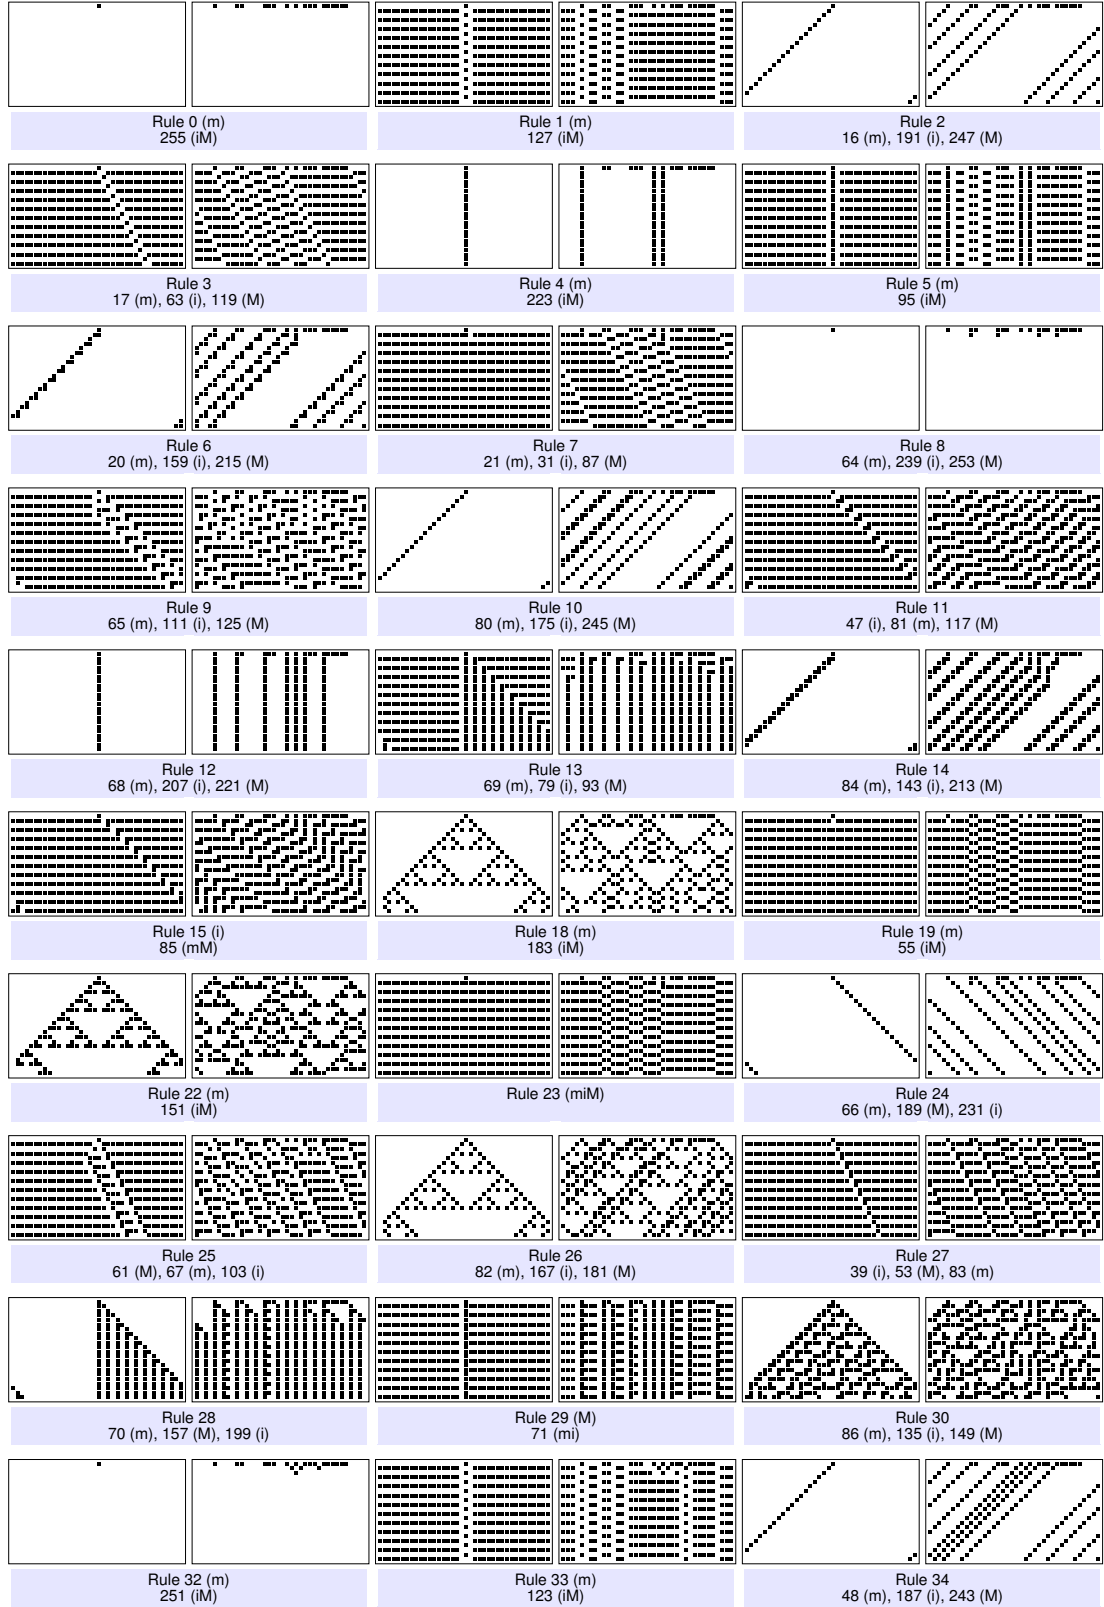 Rule 0 (m)
255 (iM)
Rule 1 (m)
127 (iM)
Rule 2
16 (m), 191 (i), 247 (M)
Rule 3
17 (m), 63 (i), 119 (M)
Rule 4 (m)
223 (iM)
Rule 5 (m)
95 (iM)
Rule 6
20 (m), 159 (i), 215 (M)
Rule 7
21 (m), 31 (i), 87 (M)
Rule 8
64 (m), 239 (i), 253 (M)
Rule 9
65 (m), 111 (i), 125 (M)
Rule 10
80 (m), 175 (i), 245 (M)
Rule 11
47 (i), 81 (m), 117 (M)
Rule 12
68 (m), 207 (i), 221 (M)
Rule 13
69 (m), 79 (i), 93 (M)
Rule 14
84 (m), 143 (i), 213 (M)
Rule 15 (i)
85 (mM)
Rule 18 (m)
183 (iM)
Rule 19 (m)
55 (iM)
Rule 22 (m)
151 (iM)
Rule 23 (miM)
Rule 24
66 (m), 189 (M), 231 (i)
Rule 25
61 (M), 67 (m), 103 (i)
Rule 26
82 (m), 167 (i), 181 (M)
Rule 27
39 (i), 53 (M), 83 (m)
Rule 28
70 (m), 157 (M), 199 (i)
Rule 29 (M)
71 (mi)
Rule 30
86 (m), 135 (i), 149 (M)
Rule 32 (m)
251 (iM)
Rule 33 (m)
123 (iM)
Rule 34
48 (m), 187 (i), 243 (M)